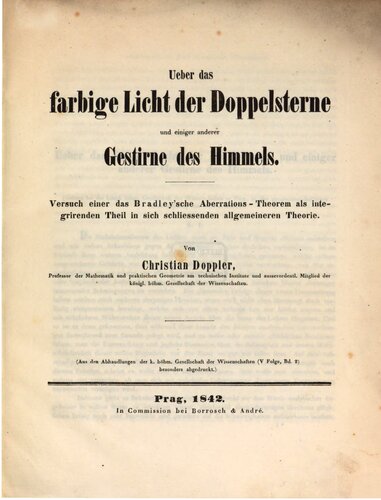 Ueber das
farbige Licht der Doppelsterne
und einiger anderer
Gestirne des Himmels.
Versuch einer das Bradley'sche Aberrations-Theorem als inte-
grirenden Theil in sich schliessenden allgemeineren Theorie.
Von
Christian Doppler,
Professor der Mathematik und praktischen Geometrie am technischen Institute und ausserordentl. Mitglied der
königl. böhm. Gesellschaft der Wissenschaften.
(Aus den Abhandlungen der k. böhm. Gesellschaft der Wissenschaften (V Folge, Bd. 2)
besonders abgedruckt.)
Prag, 1842.
In Commission bei Borrosch & André.